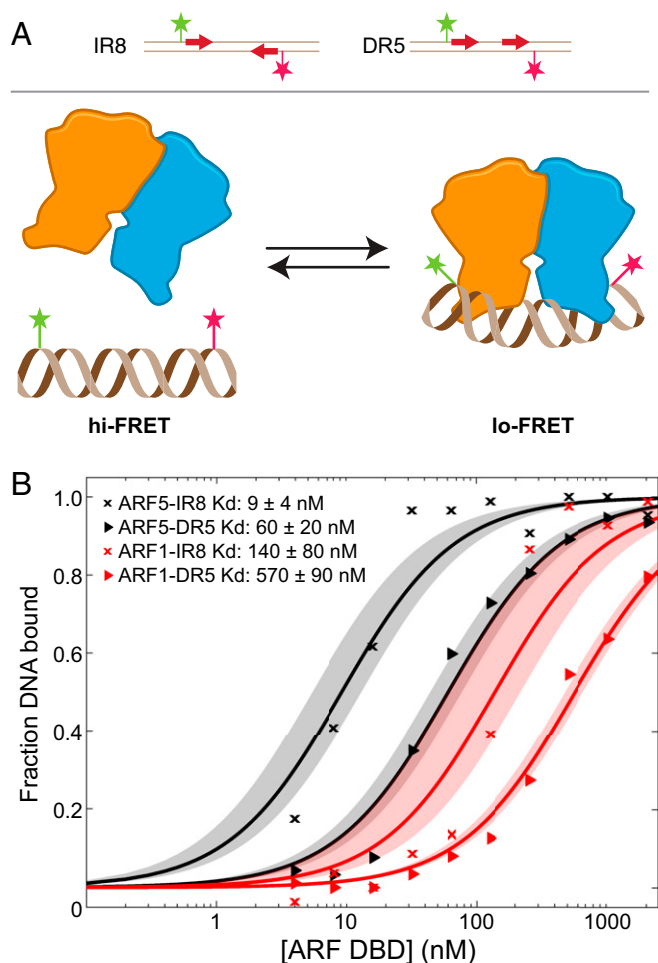 A
IR8
DR5
hi-FRET
lo-FRET
B
ARF5-IR8 Kd: 9 ± 4 nM
ARF5-DR5 Kd: 60 ± 20 nM
ARF1-IR8 Kd: 140 ± 80 nM
ARF1-DR5 Kd: 570 ± 90 nM
Fraction DNA bound
1.0
0.8
0.6
0.4
0.2
0
1
10
100
1000
[ARF DBD] (nM)